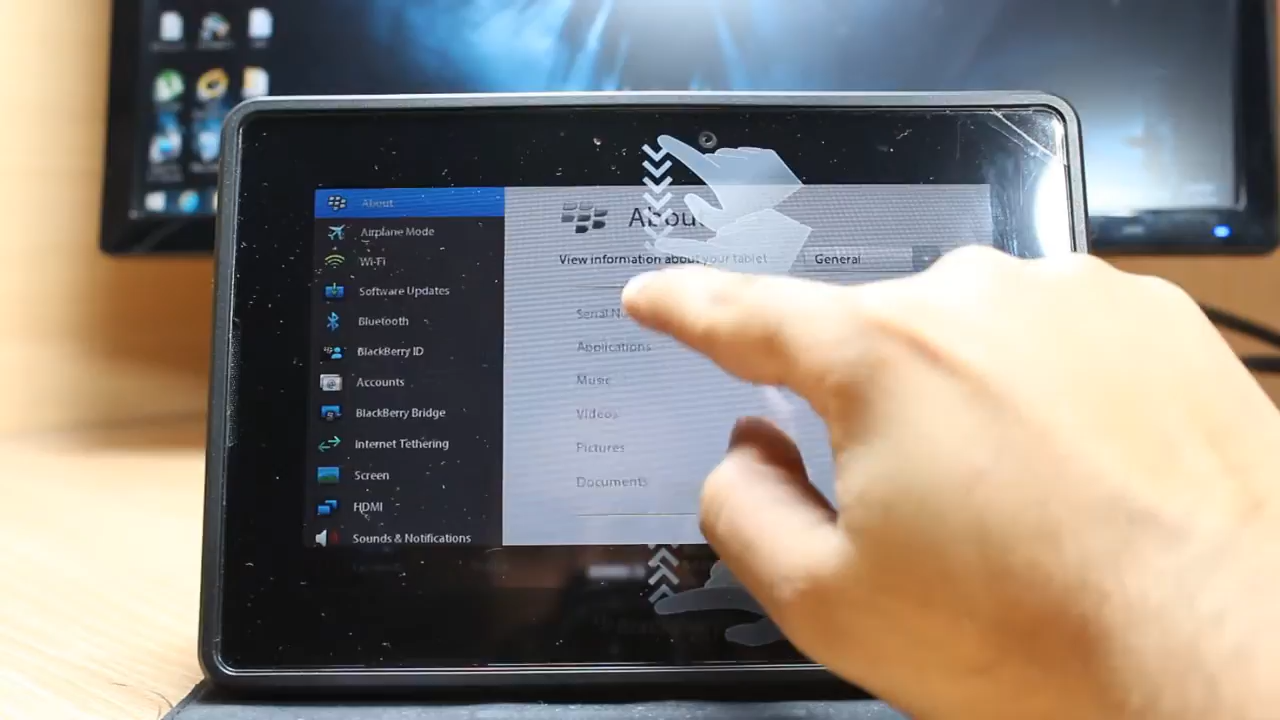 About
Airplane Mode
Wi-Fi
Software Updates
Bluetooth
BlackBerry ID
Accounts
BlackBerry Bridge
Internet Tethering
Screen
HDMI
Sounds & Notifications
About
View information about your tablet
General
Serial
Applications
Music
Videos
Pictures
Documents